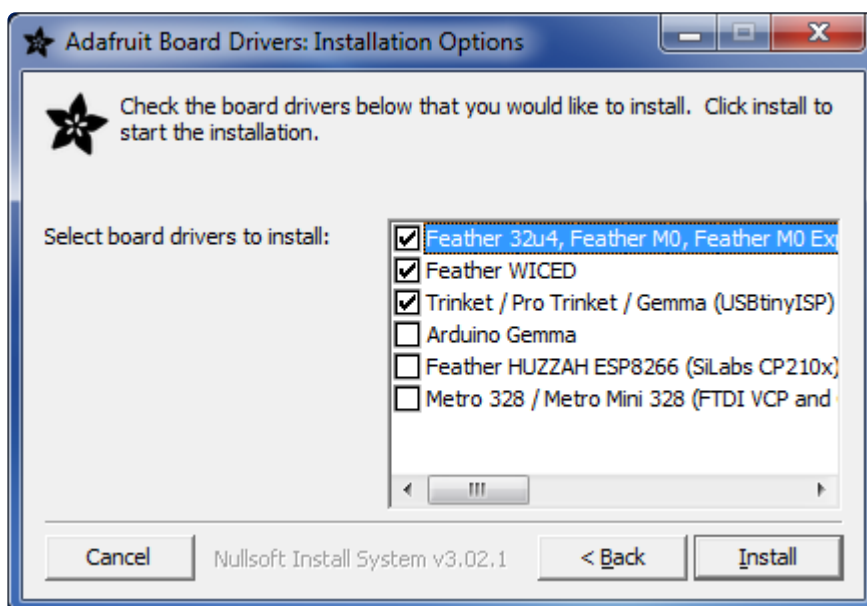 Adafruit Board Drivers: Installation Options
Check the board drivers below that you would like to install.  Click install to
start the installation.
Select board drivers to install:
Feather 32u4, Feather M0, Feather M0
Feather WICED
Trinket / Pro Trinket / Gemma (USBtinyISP)
Arduino Gemma
Feather HUZZAH ESP8266 (SiLabs CP210x)
Metro 328 / Metro Mini 328 (FTDI VCP and
Cancel
Nullsoft Install System v3.02.1
< Back
Install